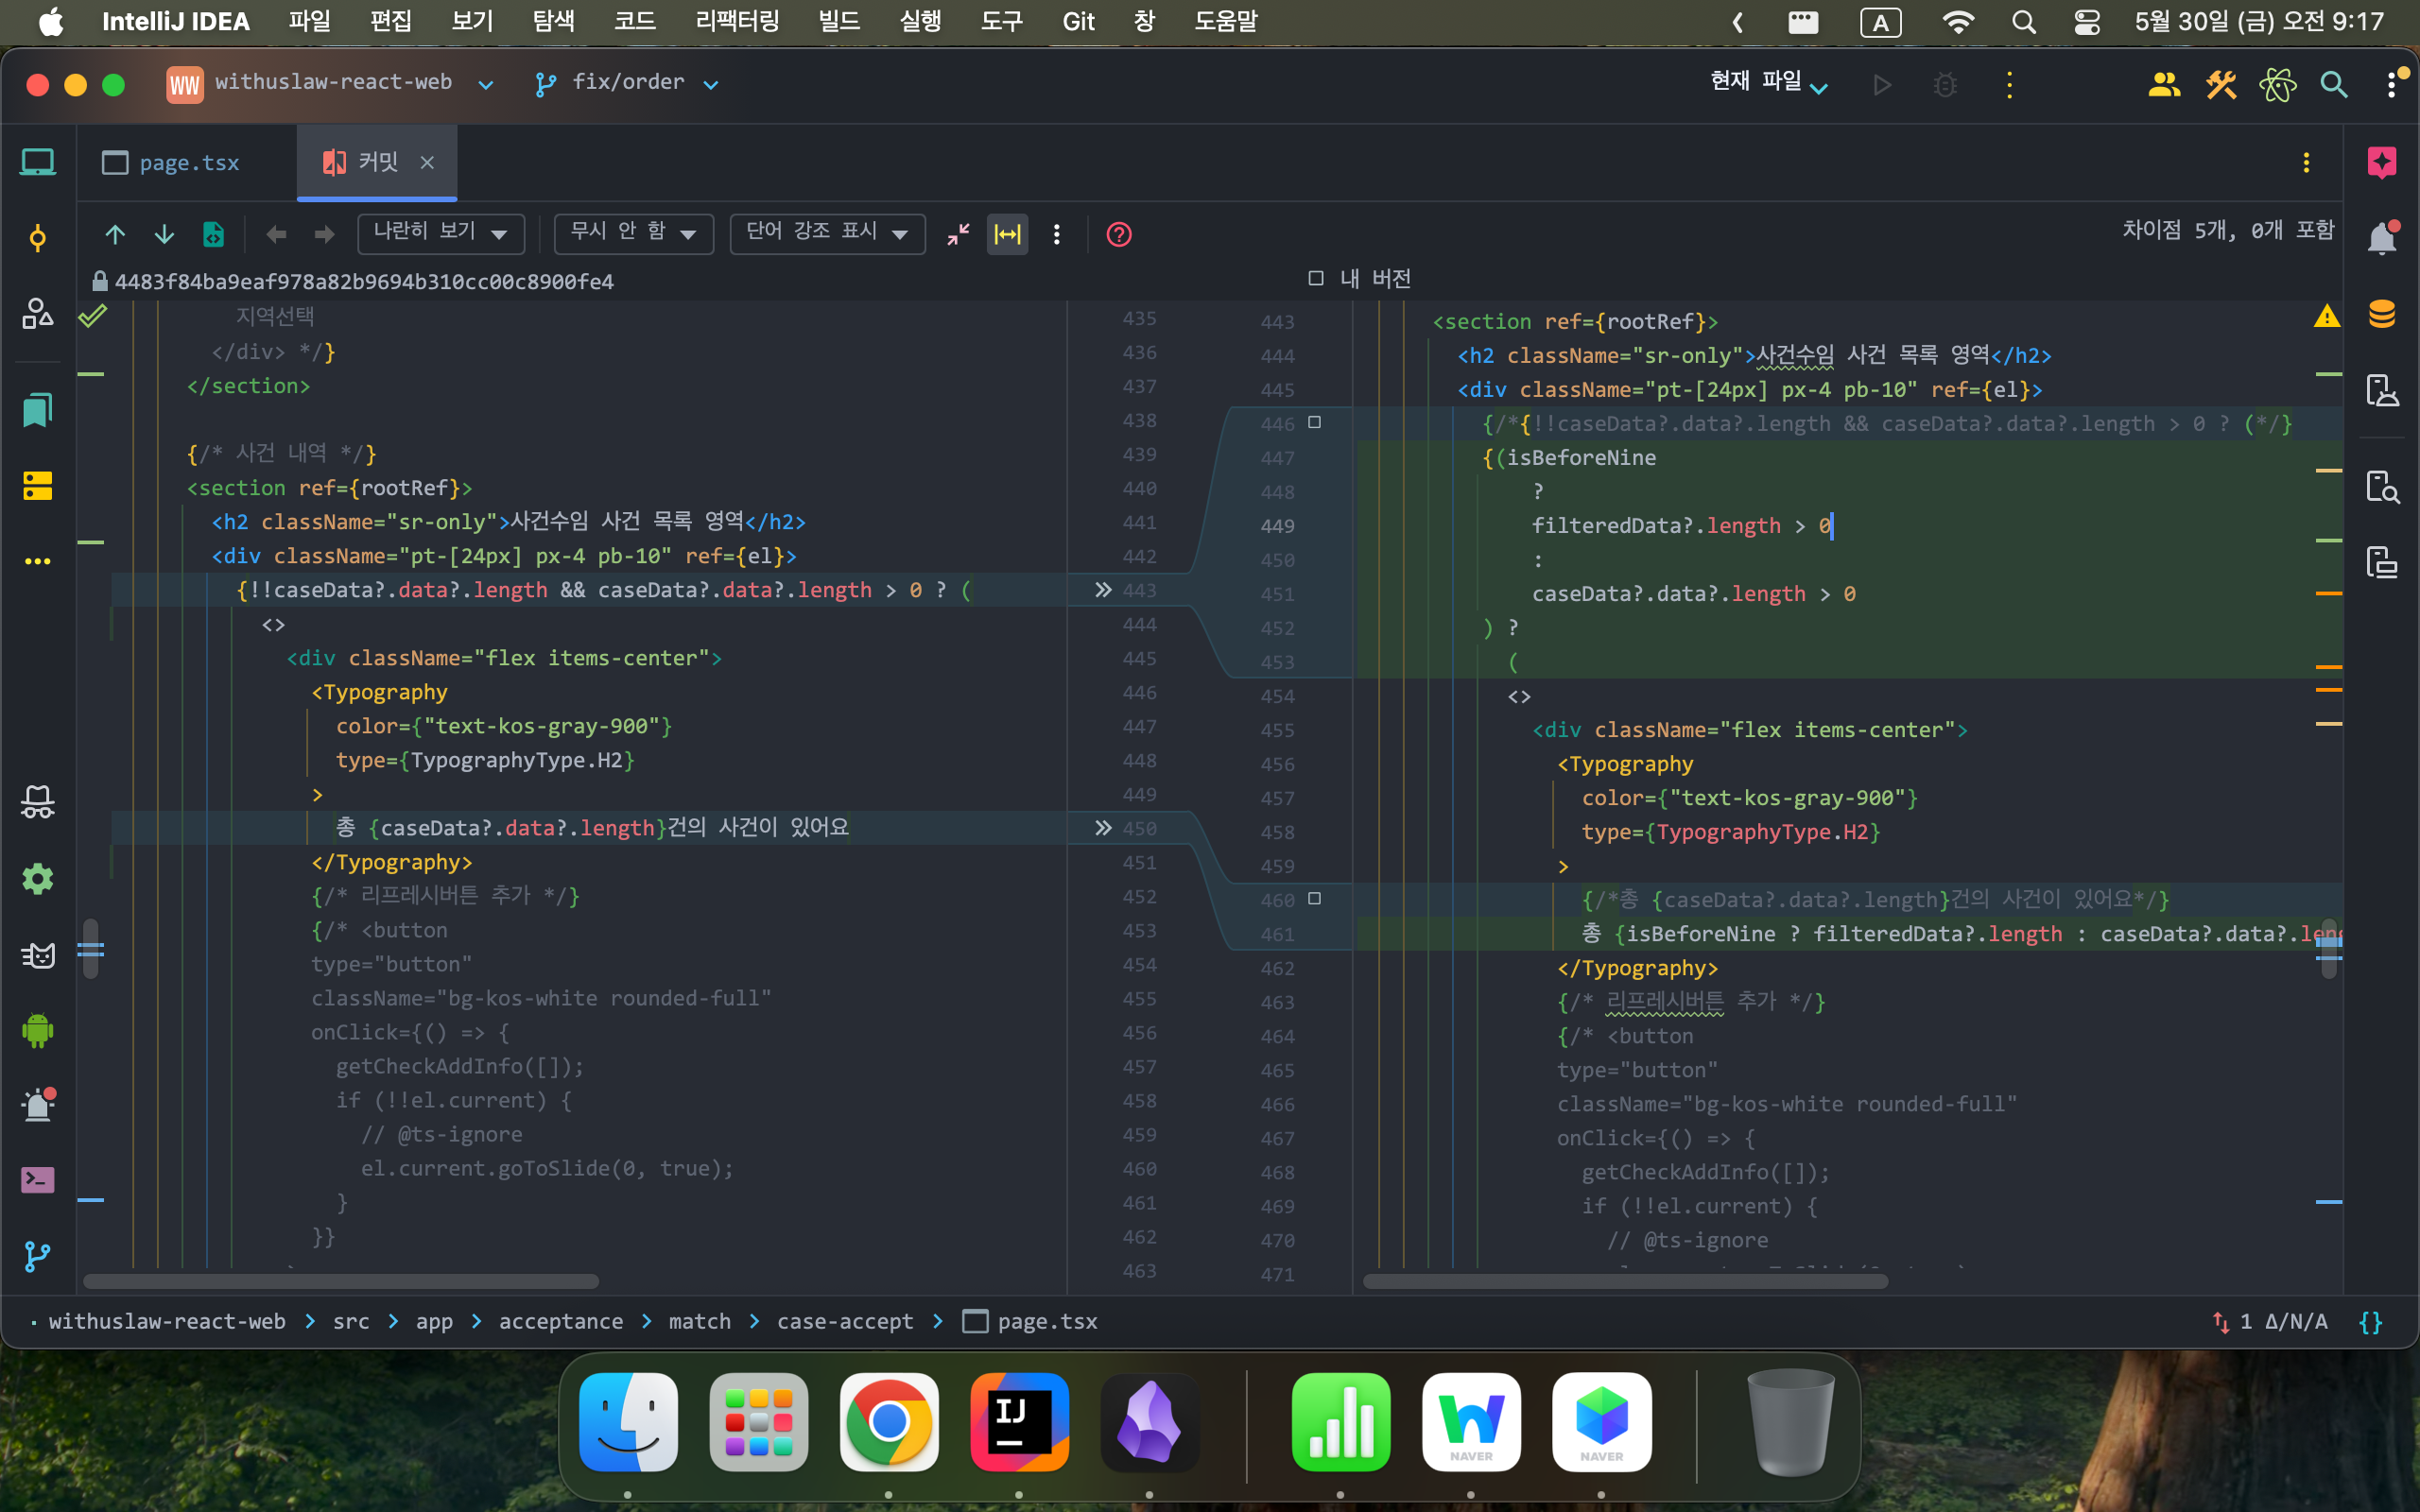 IntelliJ IDEA 파일 편집 보기 탐색 코드 리팩터링 빌드 실행 도구 Git 창 도움말 A 5월 30일 (금) 오전 9:17
WW withuslaw-react-web fix/order 현재 파일
page.tsx 커밋
나란히 보기 무시 안 함 단어 강조 표시 차이점 5개, 0개 포함
4483f84ba9eaf978a82b9694b310cc00c8900fe4 내 버전
지역선택 435
</div> */} 436
</section> 437
438
{/* 사건 내역 */} 439
<section ref={rootRef}> 440
<h2 className="sr-only">사건수임 사건 목록 영역</h2> 441
<div className="pt-[24px] px-4 pb-10" ref={el}> 442
{!!caseData?.data?.length && caseData?.data?.length > 0 ? ( 443
<> 444
<div className="flex items-center"> 445
<Typography 446
color={"text-kos-gray-900"} 447
type={TypographyType.H2} 448
> 449
총 {caseData?.data?.length}건의 사건이 있어요 450
</Typography> 451
{/* 리프레시버튼 추가 */} 452
{/* <button 453
type="button" 454
className="bg-kos-white rounded-full" 455
onClick={() => { 456
getCheckAddInfo([]); 457
if (!!el.current) { 458
// @ts-ignore 459
el.current.goToSlide(0, true); 460
} 461
}} 462
463
443 <section ref={rootRef}>
444 <h2 className="sr-only">사건수임 사건 목록 영역</h2>
445 <div className="pt-[24px] px-4 pb-10" ref={el}>
446 {/*{!!caseData?.data?.length && caseData?.data?.length > 0 ? (*/}
447 {(isBeforeNine
448 ?
449 filteredData?.length > 0
450 :
451 caseData?.data?.length > 0
452 ) ?
453 (
454 <>
455 <div className="flex items-center">
456 <Typography
457 color={"text-kos-gray-900"}
458 type={TypographyType.H2}
459 >
460 {/*총 {caseData?.data?.length}건의 사건이 있어요*/}
461 총 {isBeforeNine ? filteredData?.length : caseData?.data?.leng
462 </Typography>
463 {/* 리프레시버튼 추가 */}
464 {/* <button
465 type="button"
466 className="bg-kos-white rounded-full"
467 onClick={() => {
468 getCheckAddInfo([]);
469 if (!!el.current) {
470 // @ts-ignore
471
withuslaw-react-web > src > app > acceptance > match > case-accept > page.tsx 1 Δ/N/A {}
IJ
NAVER
NAVER